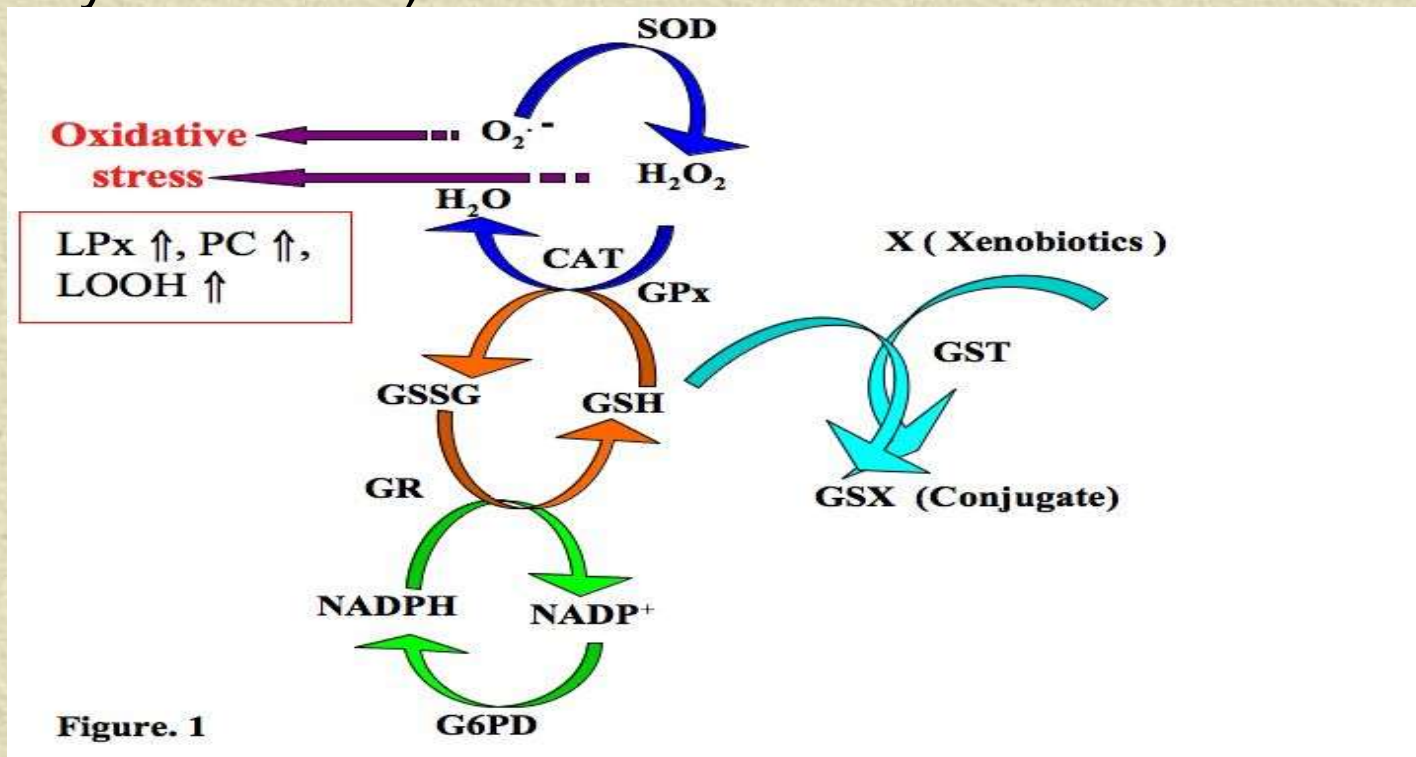 SOD
O₂·⁻
Oxidative
stress
H₂O₂
H₂O
LPx ⇑, PC ⇑,
LOOH ⇑
CAT
GPx
X ( Xenobiotics )
GST
GSSG
GSH
GR
GSX (Conjugate)
NADPH
NADP⁺
G6PD
Figure. 1